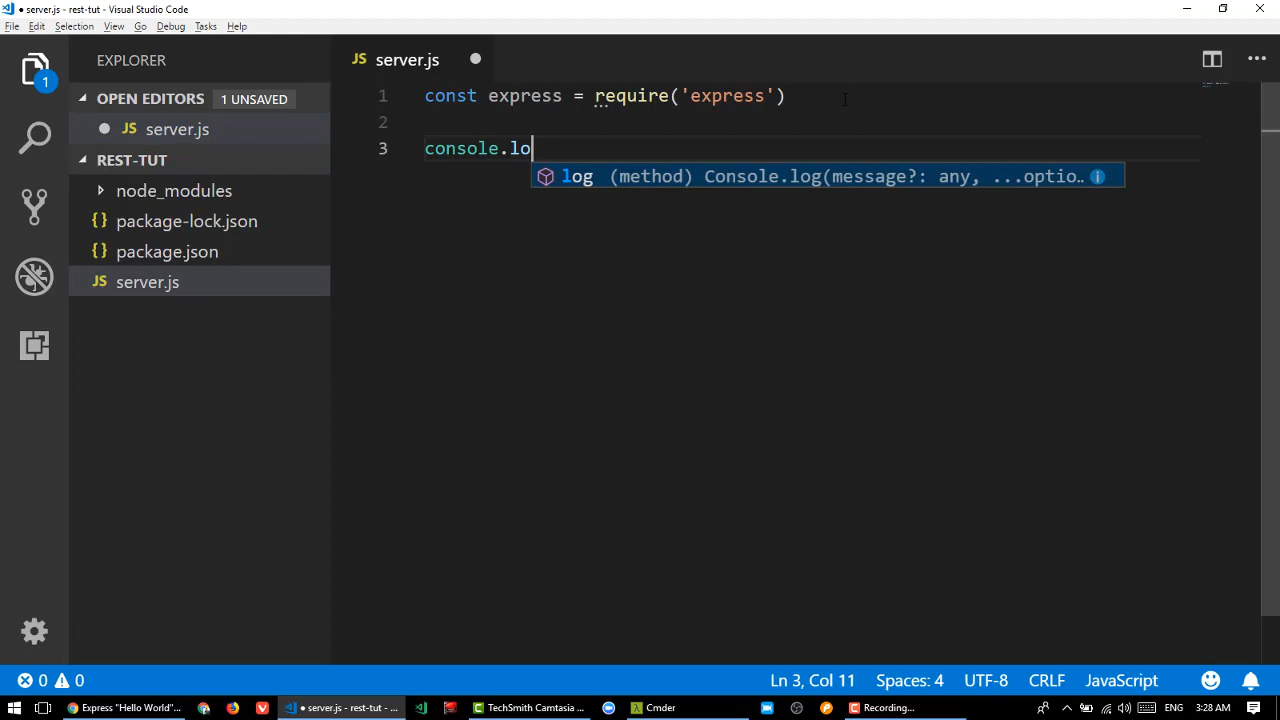 ● server.js - rest-tut - Visual Studio Code
File Edit Selection View Go Debug Tasks Help
EXPLORER
1
OPEN EDITORS 1 UNSAVED
JS server.js
REST-TUT
node_modules
{} package-lock.json
{} package.json
JS server.js
JS server.js
1 const express = require('express')
2
3 console.lo
log (method) Console.log(message?: any, ...optio… i
0 0
Ln 3, Col 11 Spaces: 4 UTF-8 CRLF JavaScript
Express "Hello World"... ● server.js - rest-tut - ... TechSmith Camtasia Cmder Recording... ENG 3:28 AM